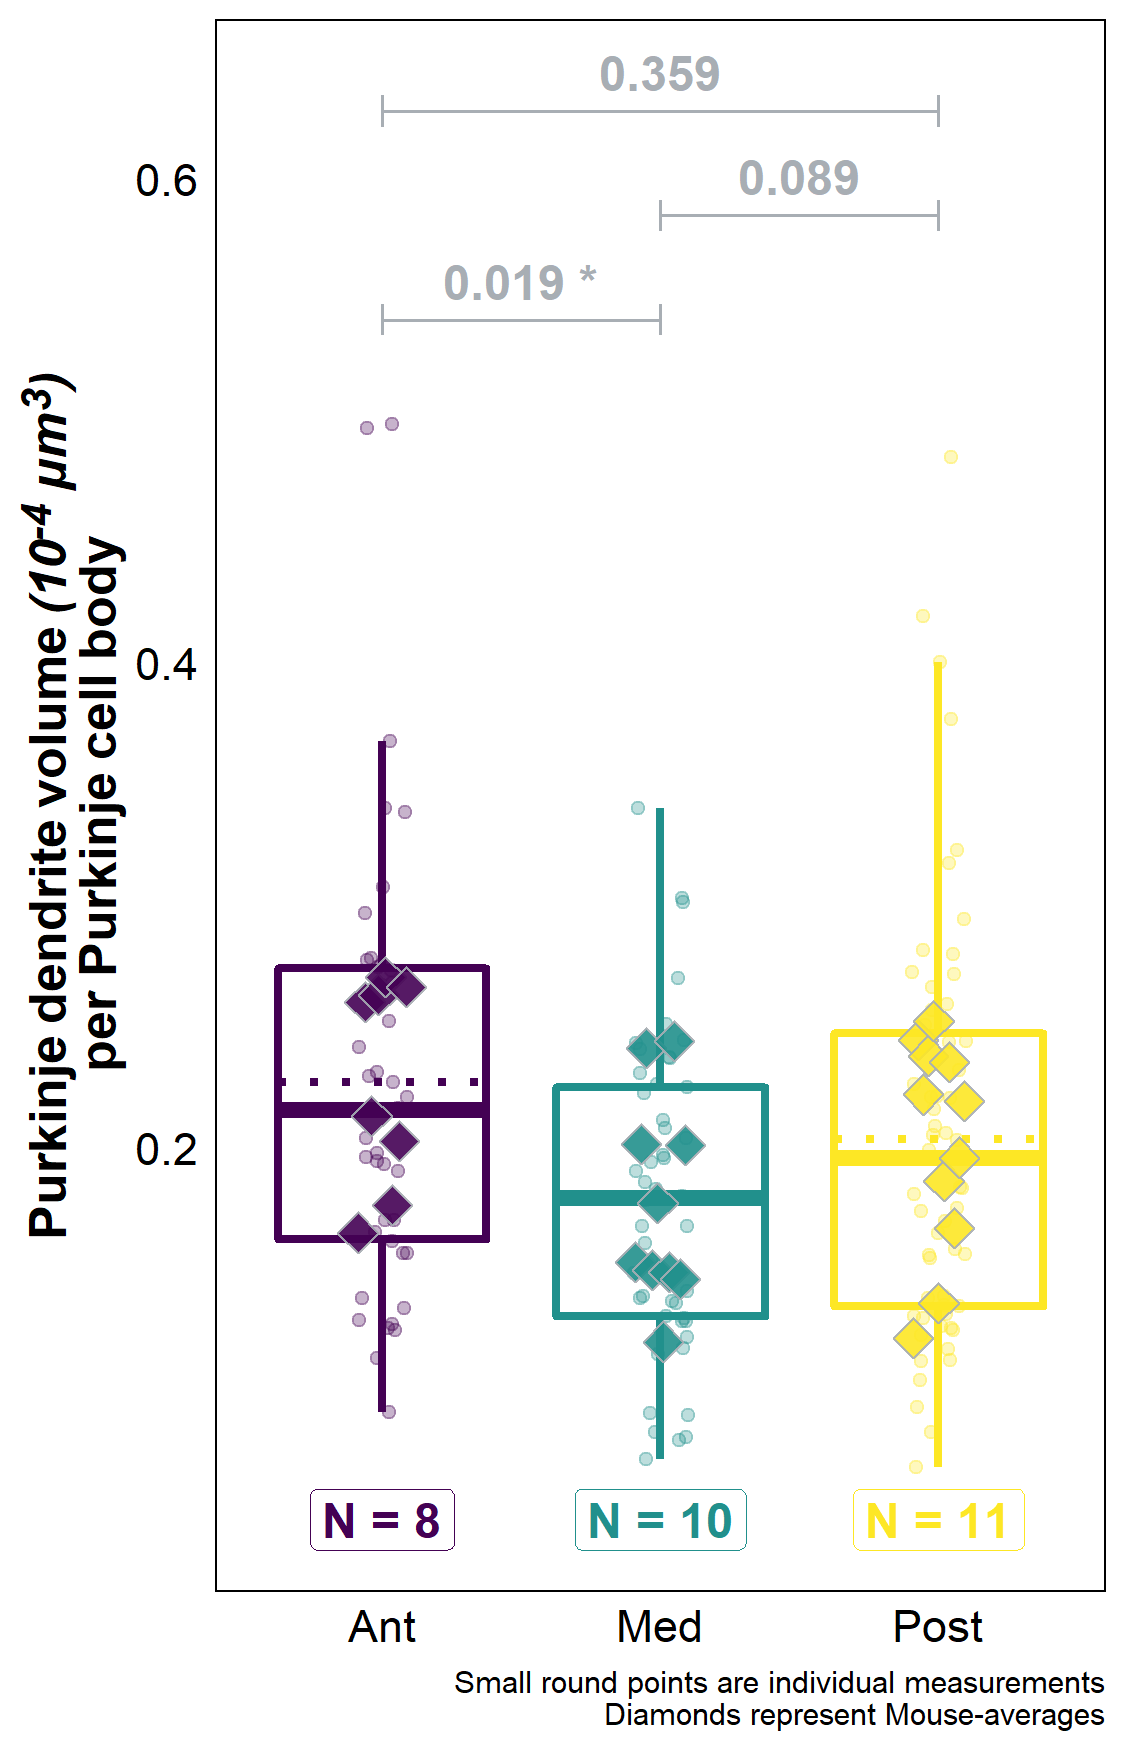 Purkinje dendrite volume (10⁻⁴ µm³)
per Purkinje cell body
0.6
0.4
0.2
0.359
0.089
0.019 *
N = 8
N = 10
N = 11
Ant
Med
Post
Small round points are individual measurements
Diamonds represent Mouse-averages